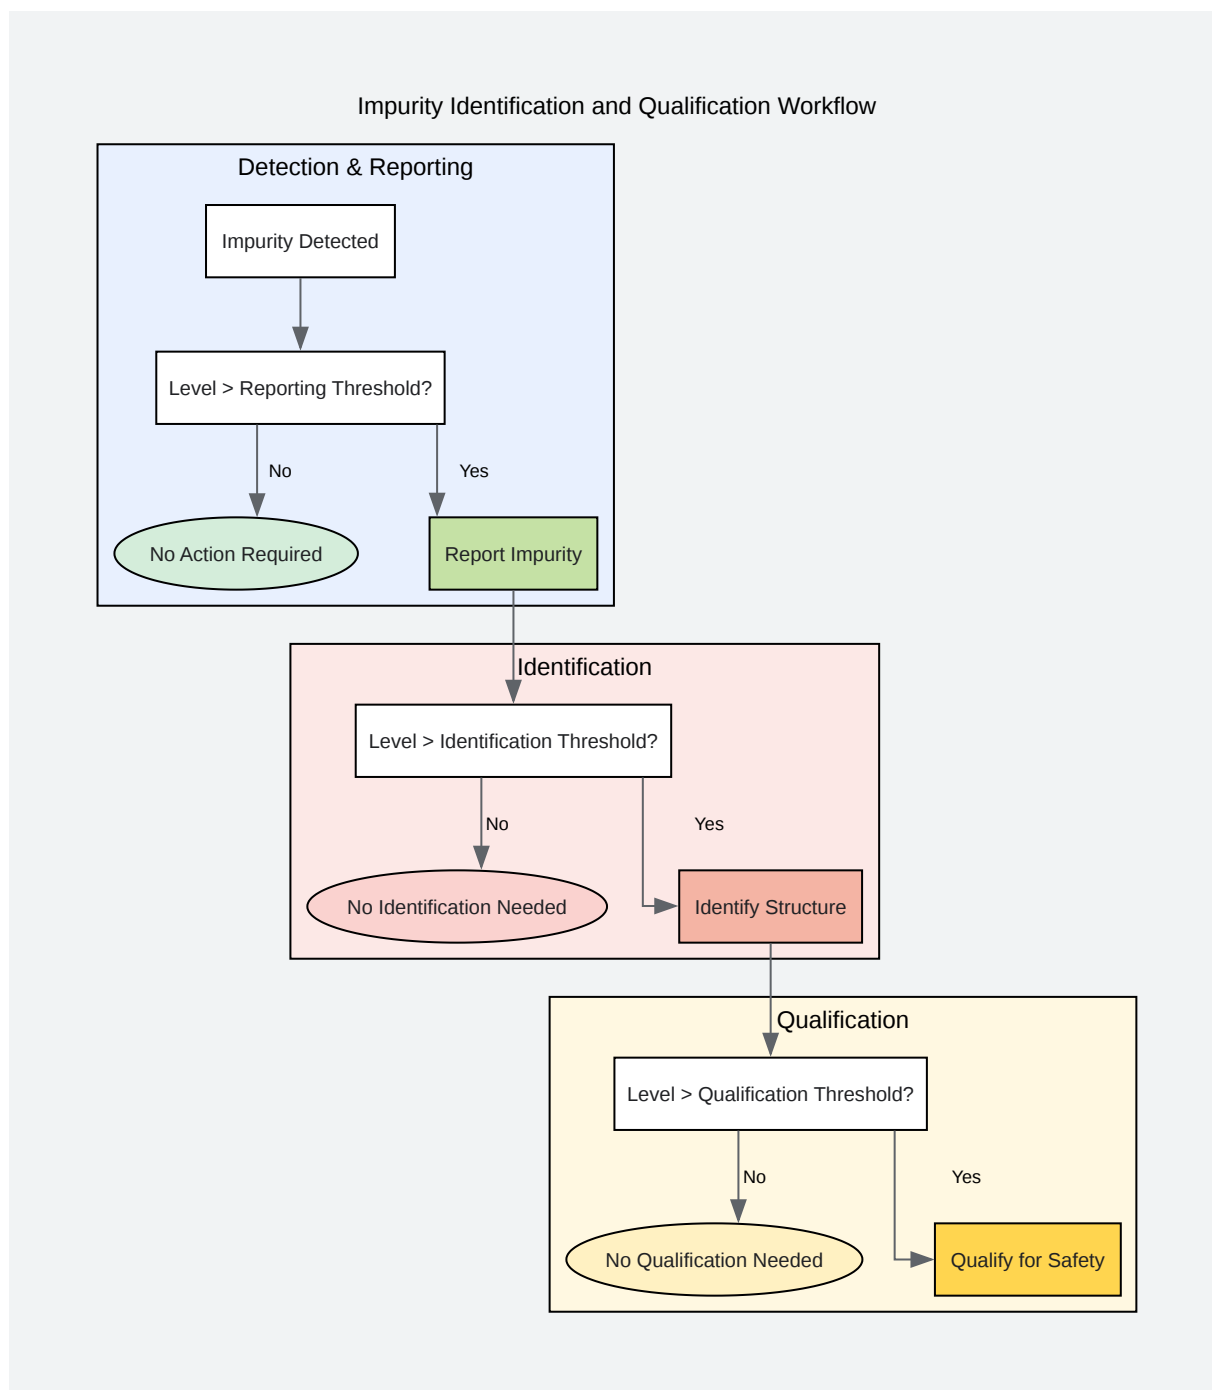 Impurity Identification and Qualification Workflow
Detection & Reporting
Impurity Detected
Level > Reporting Threshold?
No
Yes
No Action Required
Report Impurity
Identification
Level > Identification Threshold?
No
Yes
No Identification Needed
Identify Structure
Qualification
Level > Qualification Threshold?
No
Yes
No Qualification Needed
Qualify for Safety